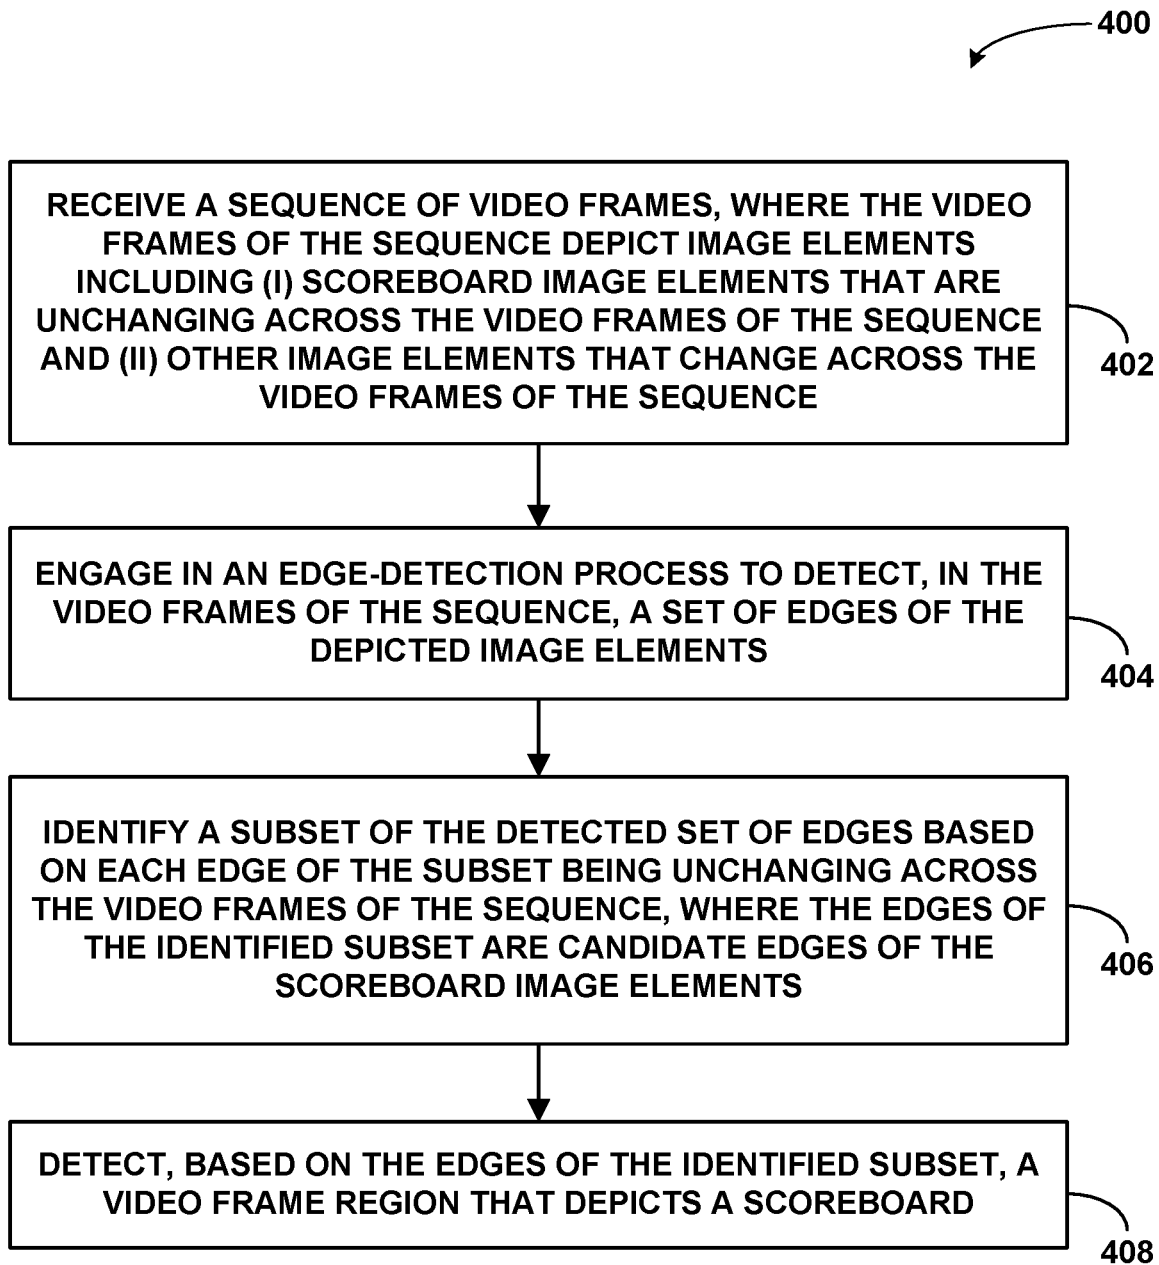 400
RECEIVE A SEQUENCE OF VIDEO FRAMES, WHERE THE VIDEO
FRAMES OF THE SEQUENCE DEPICT IMAGE ELEMENTS
INCLUDING (I) SCOREBOARD IMAGE ELEMENTS THAT ARE
UNCHANGING ACROSS THE VIDEO FRAMES OF THE SEQUENCE
AND (II) OTHER IMAGE ELEMENTS THAT CHANGE ACROSS THE
VIDEO FRAMES OF THE SEQUENCE
402
ENGAGE IN AN EDGE-DETECTION PROCESS TO DETECT, IN THE
VIDEO FRAMES OF THE SEQUENCE, A SET OF EDGES OF THE
DEPICTED IMAGE ELEMENTS
404
IDENTIFY A SUBSET OF THE DETECTED SET OF EDGES BASED
ON EACH EDGE OF THE SUBSET BEING UNCHANGING ACROSS
THE VIDEO FRAMES OF THE SEQUENCE, WHERE THE EDGES OF
THE IDENTIFIED SUBSET ARE CANDIDATE EDGES OF THE
SCOREBOARD IMAGE ELEMENTS
406
DETECT, BASED ON THE EDGES OF THE IDENTIFIED SUBSET, A
VIDEO FRAME REGION THAT DEPICTS A SCOREBOARD
408